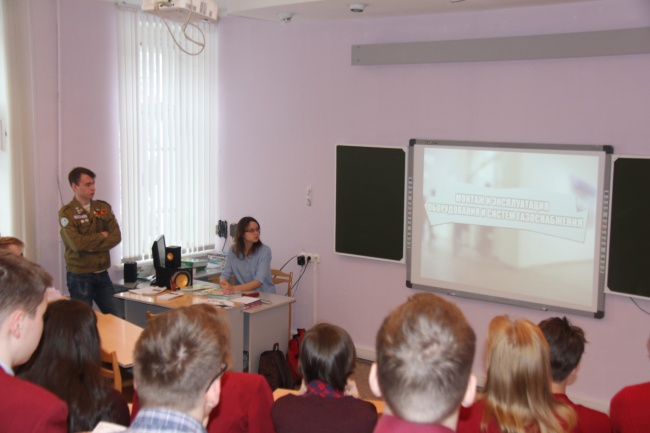 МОНТАЖ И ЭКСПЛУАТАЦИЯ
ОБОРУДОВАНИЯ И СИСТЕМ ГАЗОСНАБЖЕНИЯ